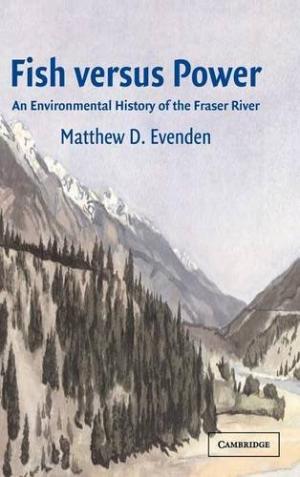 Fish versus Power
An Environmental History of the Fraser River
Matthew D. Evenden
CAMBRIDGE